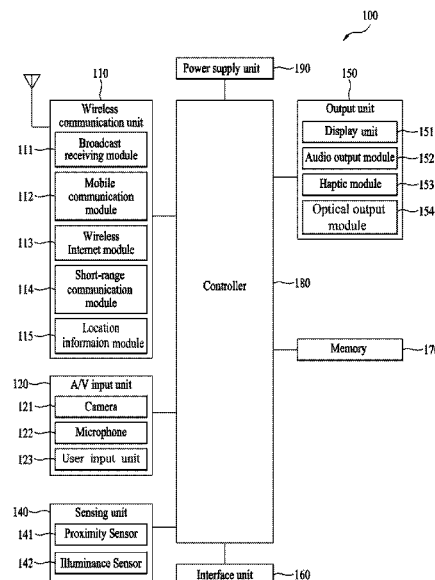 100
110
Wireless
communication unit
111
Broadcast
receiving module
112
Mobile
communication
module
113
Wireless
Internet module
114
Short-range
communication
module
115
Location
informaion module
120
A/V input unit
121
Camera
122
Microphone
123
User input unit
140
Sensing unit
141
Proximity Sensor
142
Illuminance Sensor
Power supply unit
190
Controller
180
150
Output unit
Display unit
151
Audio output module
152
Haptic module
153
Optical output
module
154
Memory
170
Interface unit
160